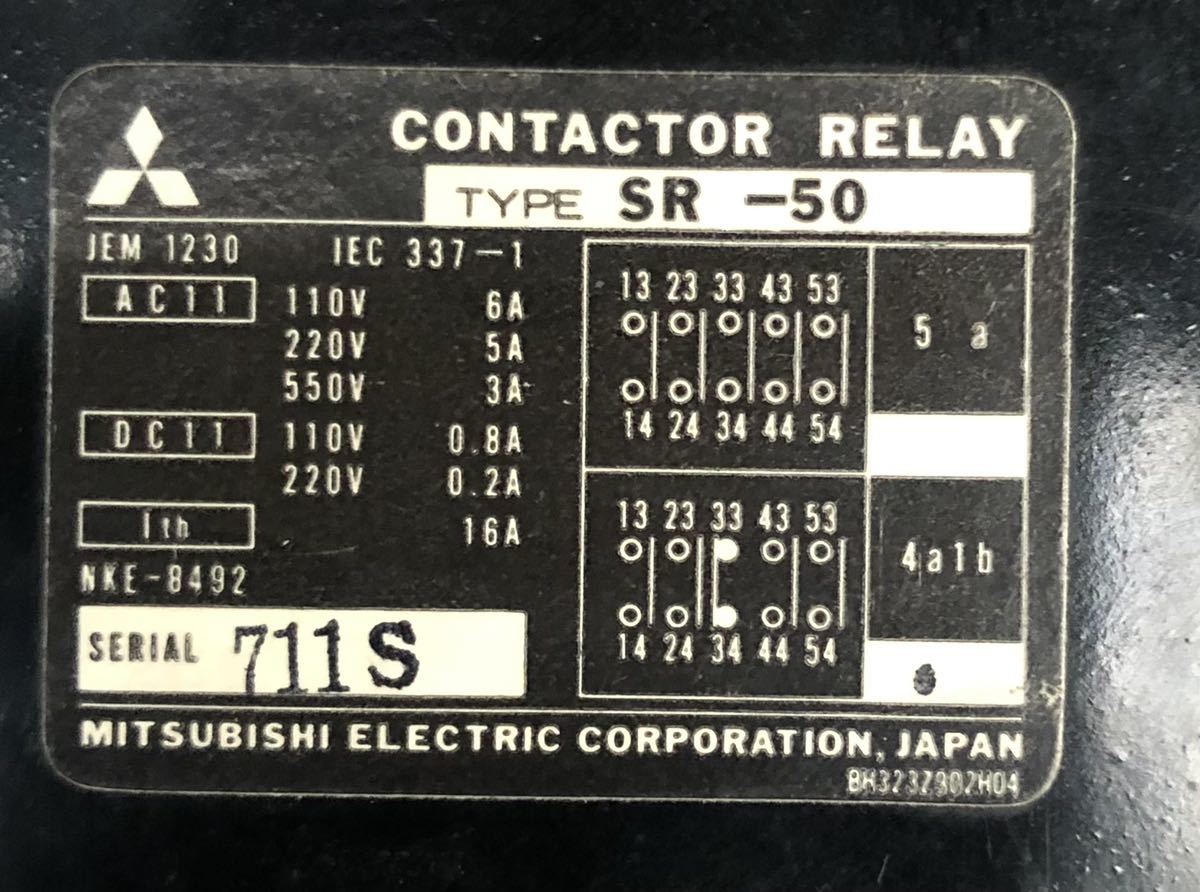 CONTACTOR RELAY
TYPE SR -50
JEM 1230 IEC 337-1
AC11 110V 6A
220V 5A
550V 3A
DC11 110V 0.8A
220V 0.2A
Ith 16A
NKE-8492
SERIAL 711S
13 23 33 43 53
14 24 34 44 54
5 a
13 23 33 43 53
14 24 34 44 54
4a1b
MITSUBISHI ELECTRIC CORPORATION, JAPAN